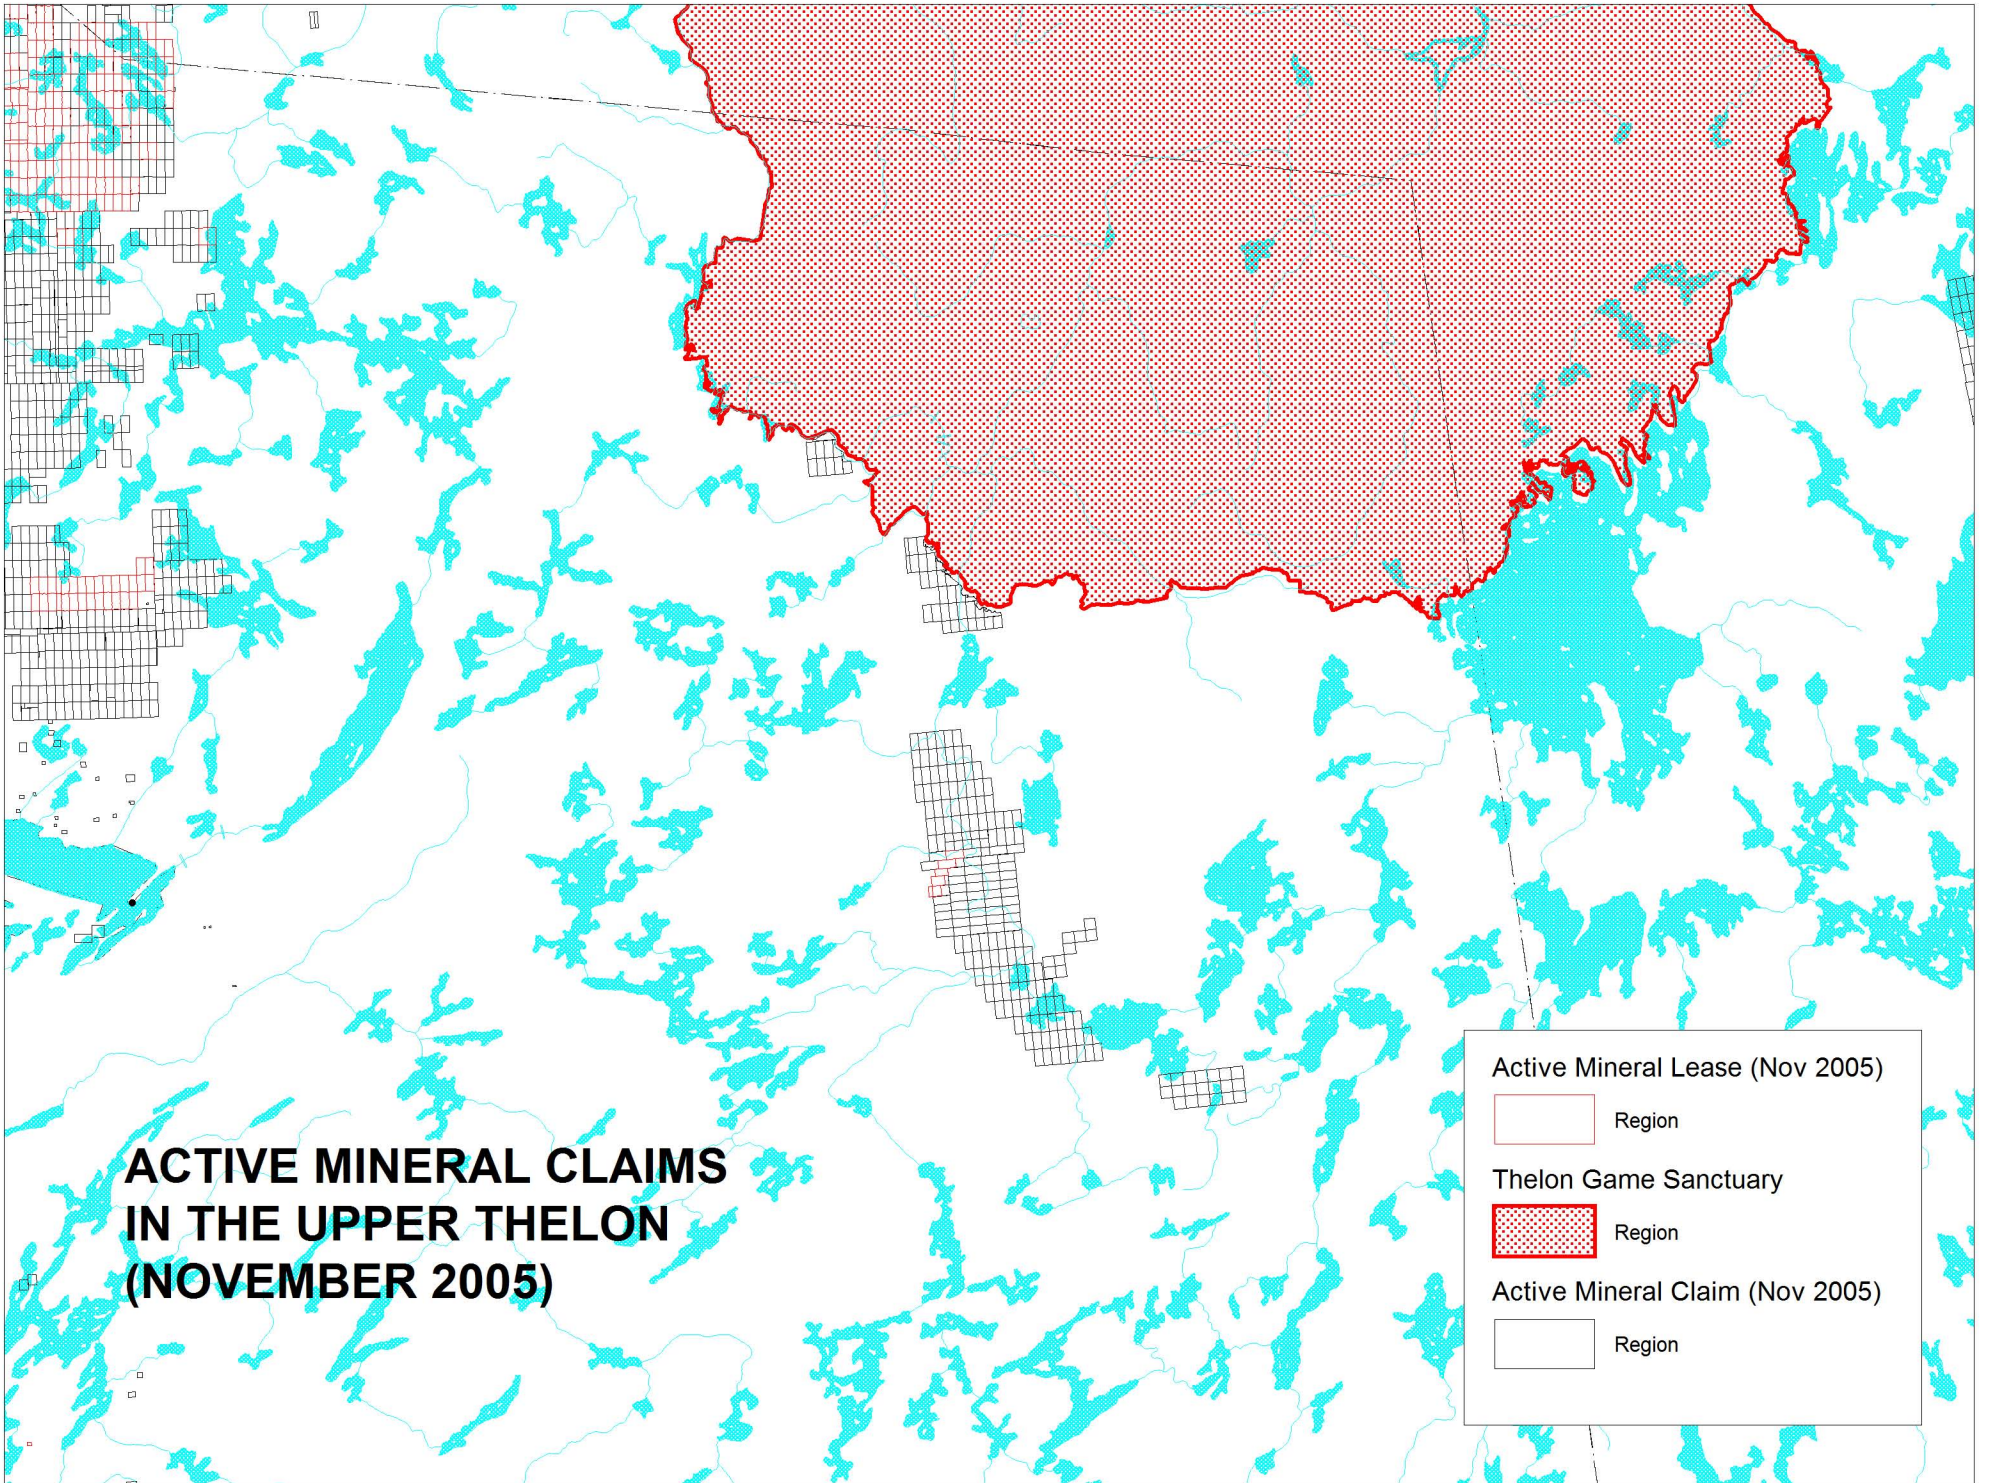 ACTIVE MINERAL CLAIMS
IN THE UPPER THELON
(NOVEMBER 2005)
Active Mineral Lease (Nov 2005)
Region
Thelon Game Sanctuary
Region
Active Mineral Claim (Nov 2005)
Region